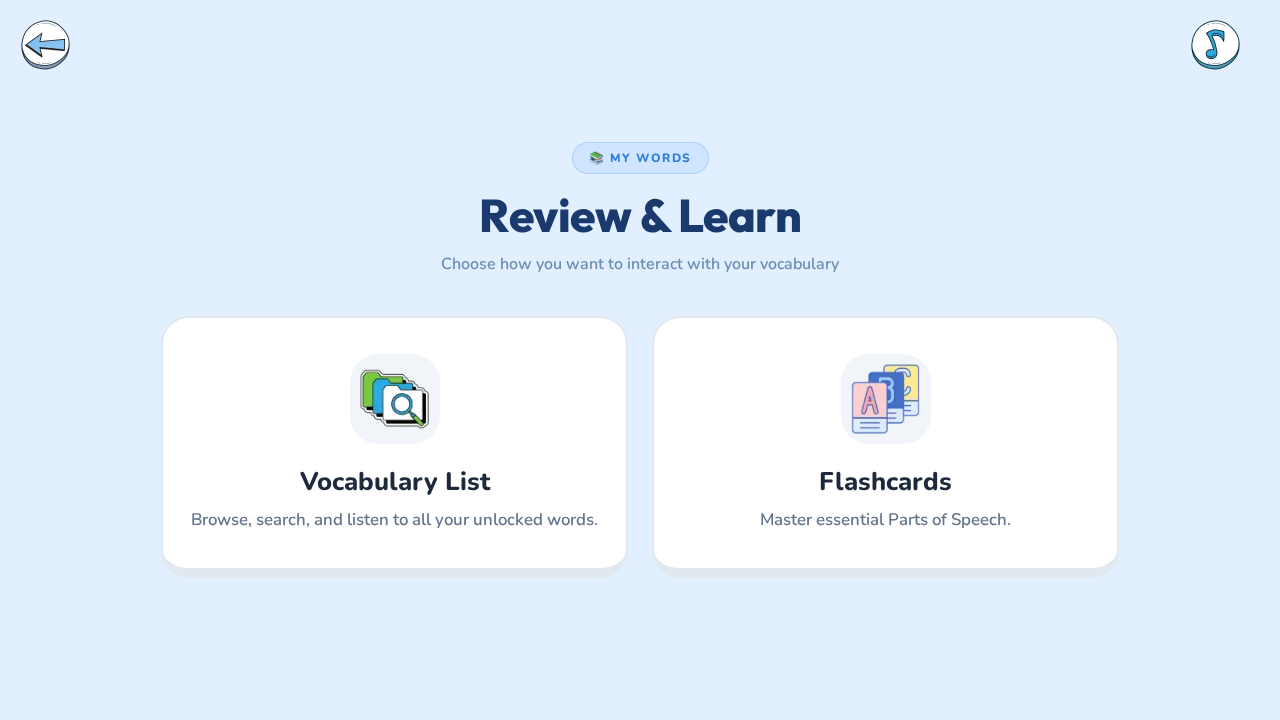 📚 MY WORDS
Review & Learn
Choose how you want to interact with your vocabulary
Vocabulary List
Browse, search, and listen to all your unlocked words.
A B C
Flashcards
Master essential Parts of Speech.